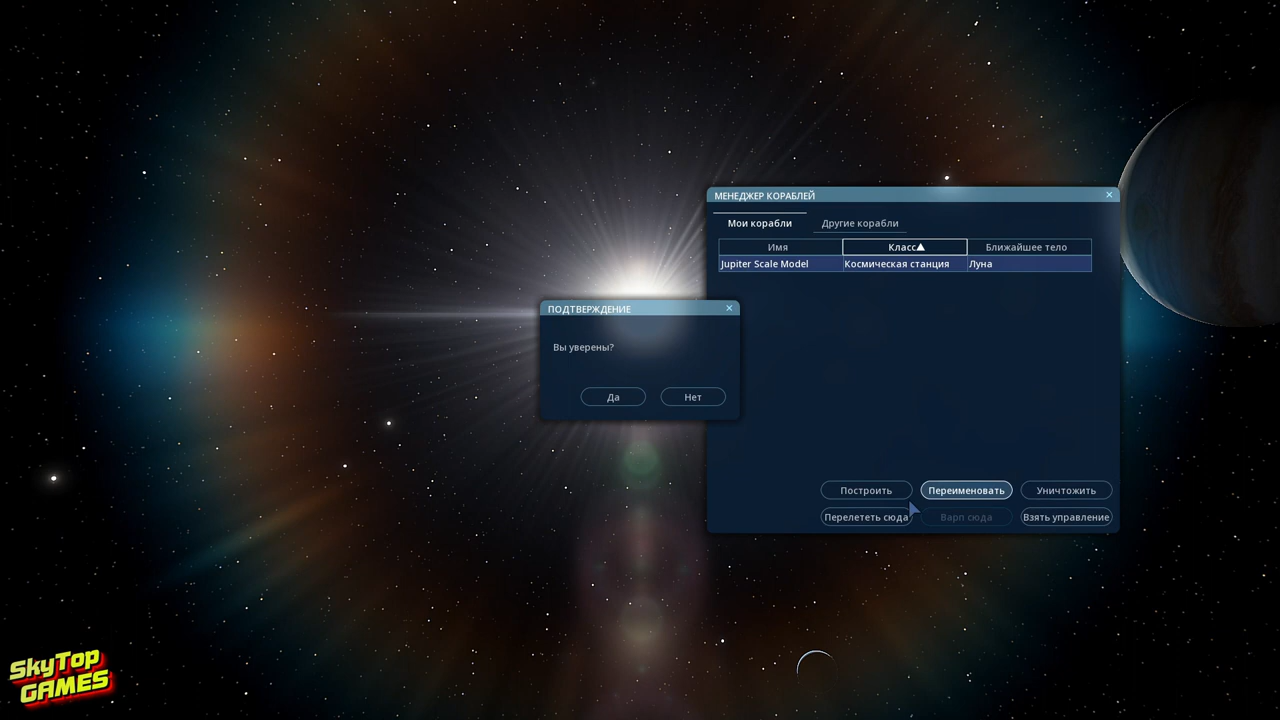 МЕНЕДЖЕР КОРАБЛЕЙ
Мои корабли Другие корабли
Имя Класс▲ Ближайшее тело
Jupiter Scale Model Космическая станция Луна
ПОДТВЕРЖДЕНИЕ
Вы уверены?
Да Нет
Построить Переименовать Уничтожить
Перелететь сюда Варп сюда Взять управление
SkyTop
GAMES